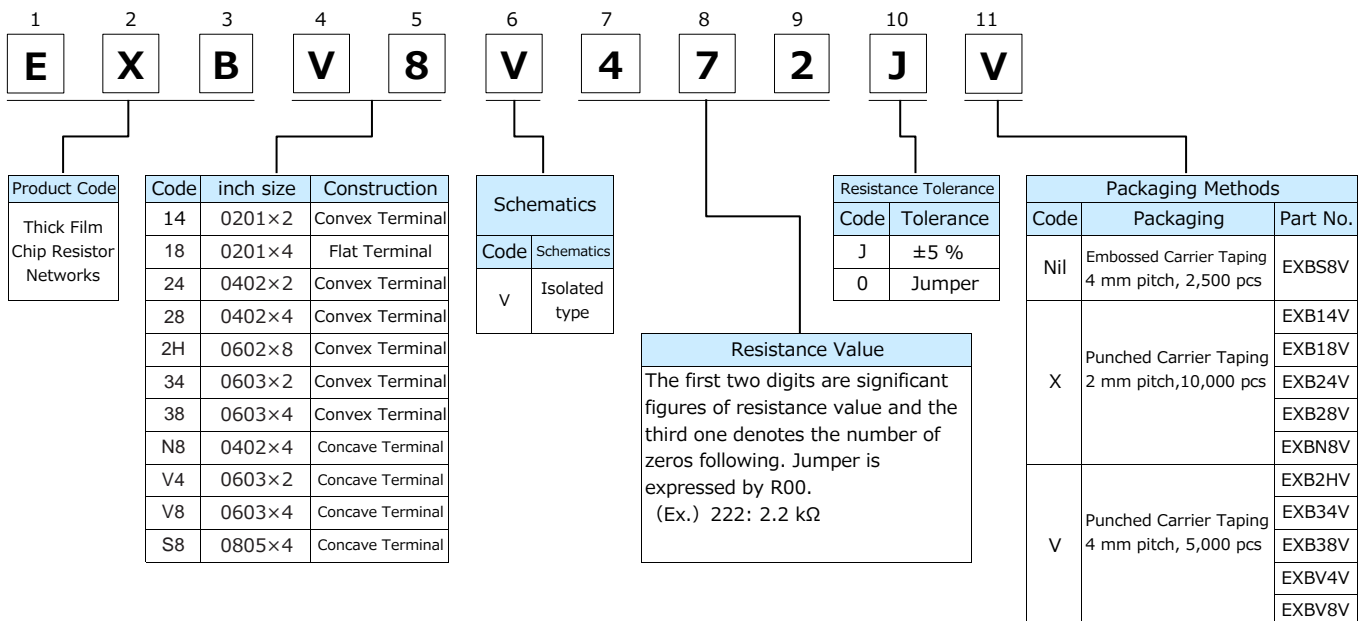 1 2 3 4 5 6 7 8 9 10 11
E X B V 8 V 4 7 2 J V
Product Code
Thick Film
Chip Resistor
Networks
Code inch size Construction
14 0201×2 Convex Terminal
18 0201×4 Flat Terminal
24 0402×2 Convex Terminal
28 0402×4 Convex Terminal
2H 0602×8 Convex Terminal
34 0603×2 Convex Terminal
38 0603×4 Convex Terminal
N8 0402×4 Concave Terminal
V4 0603×2 Concave Terminal
V8 0603×4 Concave Terminal
S8 0805×4 Concave Terminal
Schematics
Code Schematics
V Isolated
type
Resistance Value
The first two digits are significant
figures of resistance value and the
third one denotes the number of
zeros following. Jumper is
expressed by R00.
（Ex.）222: 2.2 kΩ
Resistance Tolerance
Code Tolerance
J ±5 %
0 Jumper
Packaging Methods
Code Packaging Part No.
Nil Embossed Carrier Taping
4 mm pitch, 2,500 pcs EXBS8V
X Punched Carrier Taping
2 mm pitch,10,000 pcs
EXB14V
EXB18V
EXB24V
EXB28V
EXBN8V
V Punched Carrier Taping
4 mm pitch, 5,000 pcs
EXB2HV
EXB34V
EXB38V
EXBV4V
EXBV8V